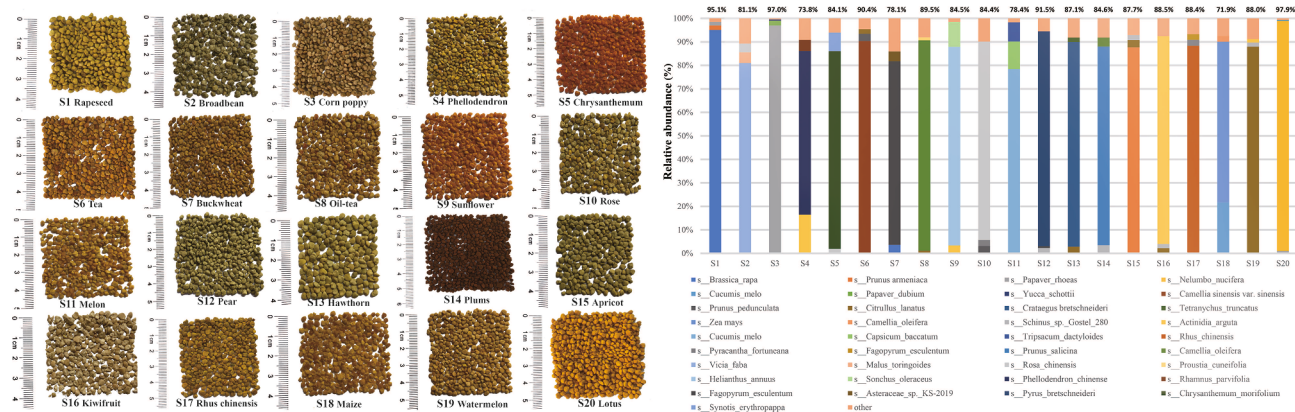 S1 Rapeseed
S2 Broadbean
S3 Corn poppy
S4 Phellodendron
S5 Chrysanthemum
S6 Tea
S7 Buckwheat
S8 Oil-tea
S9 Sunflower
S10 Rose
S11 Melon
S12 Pear
S13 Hawthorn
S14 Plums
S15 Apricot
S16 Kiwifruit
S17 Rhus chinensis
S18 Maize
S19 Watermelon
S20 Lotus
95.1% 81.1% 97.0% 73.8% 84.1% 90.4% 78.1% 89.5% 84.5% 84.4% 78.4% 91.5% 87.1% 84.6% 87.7% 88.5% 88.4% 71.9% 88.0% 97.9%
Relative abundance (%)
100%
90%
80%
70%
60%
50%
40%
30%
20%
10%
0%
S1 S2 S3 S4 S5 S6 S7 S8 S9 S10 S11 S12 S13 S14 S15 S16 S17 S18 S19 S20
s__Brassica_rapa s__Prunus_armeniaca s__Papaver_rhoeas s__Nelumbo_nucifera
s__Cucumis_melo s__Papaver_dubium s__Yucca_schottii s__Camellia sinensis var. sinensis
s__Prunus_pedunculata s__Citrullus_lanatus s__Crataegus bretschneideri s__Tetranychus_truncatus
s__Zea mays s__Camellia_oleifera s__Schinus_sp._Gostel_280 s__Actinidia_arguta
s__Cucumis_melo s__Capsicum_baccatum s__Tripsacum_dactyloides s__Rhus_chinensis
s__Pyracantha_fortuneana s__Fagopyrum_esculentum s__Prunus_salicina s__Camellia_oleifera
s__Vicia_faba s__Malus_toringoides s__Rosa_chinensis s__Proustia_cuneifolia
s__Helianthus_annuus s__Sonchus_oleraceus s__Phellodendron_chinense s__Rhamnus_parvifolia
s__Fagopyrum_esculentum s__Asteraceae_sp._KS-2019 s__Pyrus_bretschneideri s__Chrysanthemum_morifolium
s__Synotis_erythropappa other